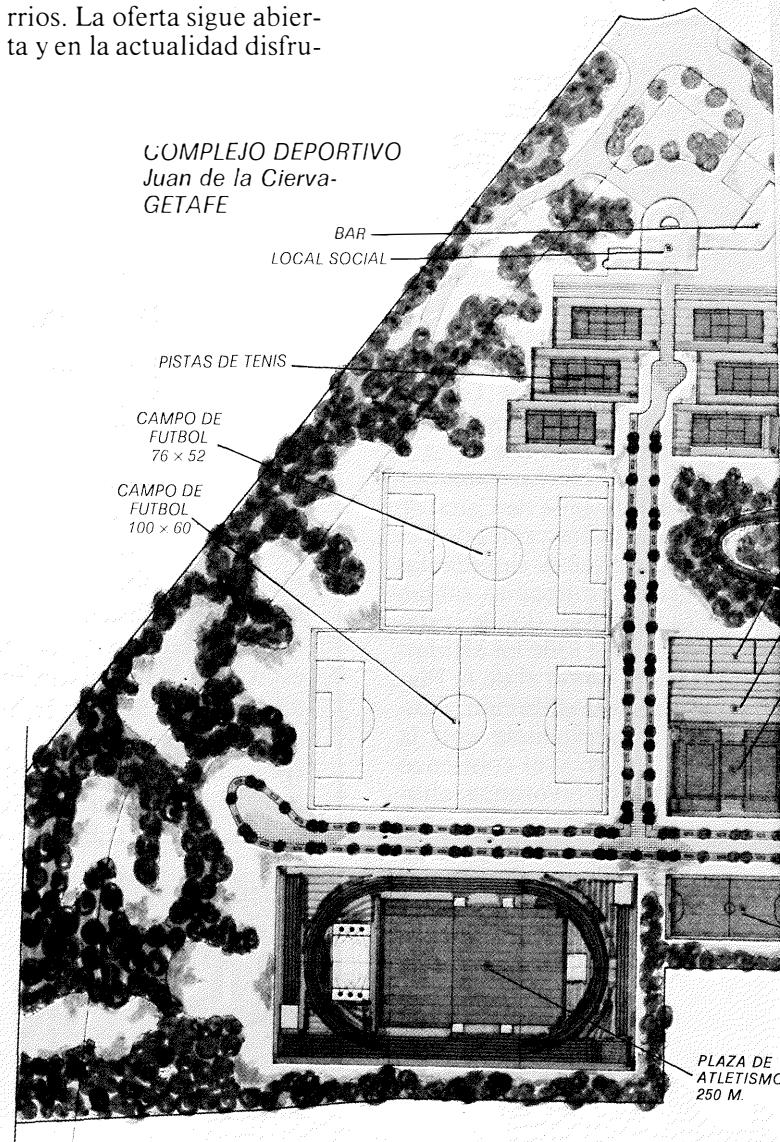 rrios. La oferta sigue abier-
ta y en la actualidad disfru-
COMPLEJO DEPORTIVO
Juan de la Cierva-
GETAFE
BAR
LOCAL SOCIAL
PISTAS DE TENIS
CAMPO DE
FUTBOL
76 × 52
CAMPO DE
FUTBOL
100 × 60
PLAZA DE
ATLETISMO
250 M.